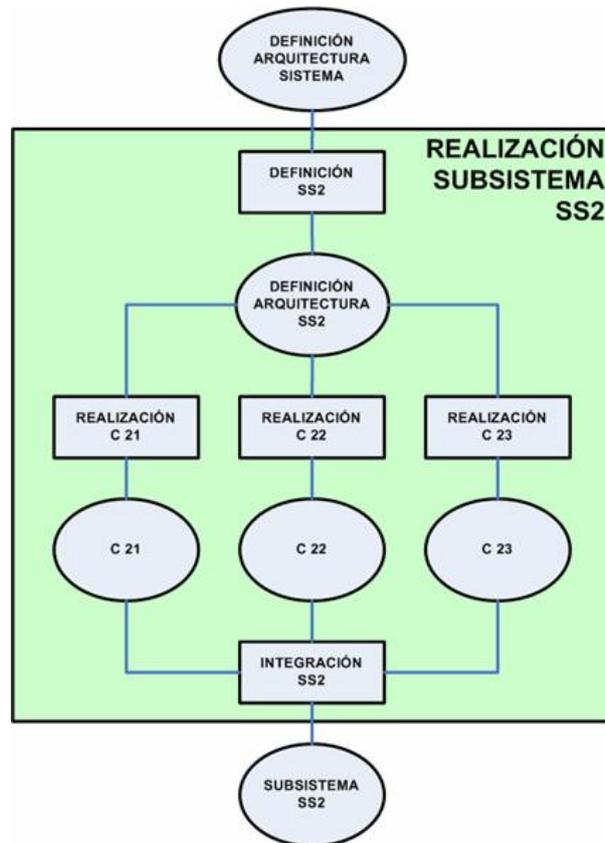 DEFINICIÓN
ARQUITECTURA
SISTEMA
REALIZACIÓN
SUBSISTEMA
SS2
DEFINICIÓN
SS2
DEFINICIÓN
ARQUITECTURA
SS2
REALIZACIÓN
C 21
REALIZACIÓN
C 22
REALIZACIÓN
C 23
C 21
C 22
C 23
INTEGRACIÓN
SS2
SUBSISTEMA
SS2